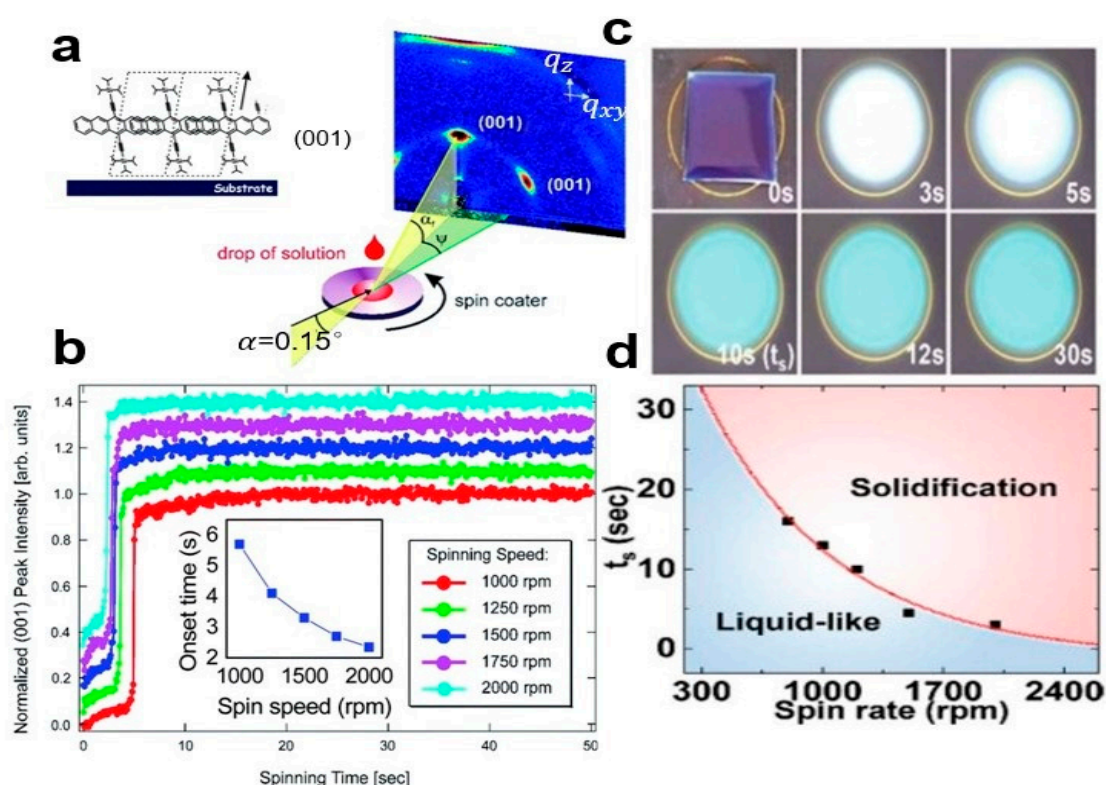 a
(001)
Substrate
q_z
q_xy
(001)
(001)
α_f
ψ
drop of solution
spin coater
α=0.15°
b
Normalized (001) Peak Intensity [arb. units]
1.4
1.2
1.0
0.8
0.6
0.4
0.2
0.0
0
10
20
30
40
50
Spinning Time [sec]
Onset time (s)
6
5
4
3
2
1000
1500
2000
Spin speed (rpm)
Spinning Speed:
1000 rpm
1250 rpm
1500 rpm
1750 rpm
2000 rpm
c
0s
3s
5s
10s (t_s)
12s
30s
d
t_s (sec)
30
20
10
0
Solidification
Liquid-like
300
1000
1700
2400
Spin rate (rpm)